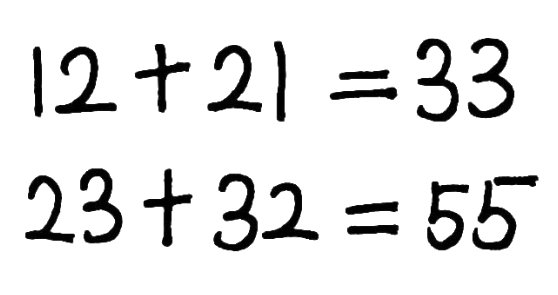 12 + 21 = 33
23 + 32 = 55